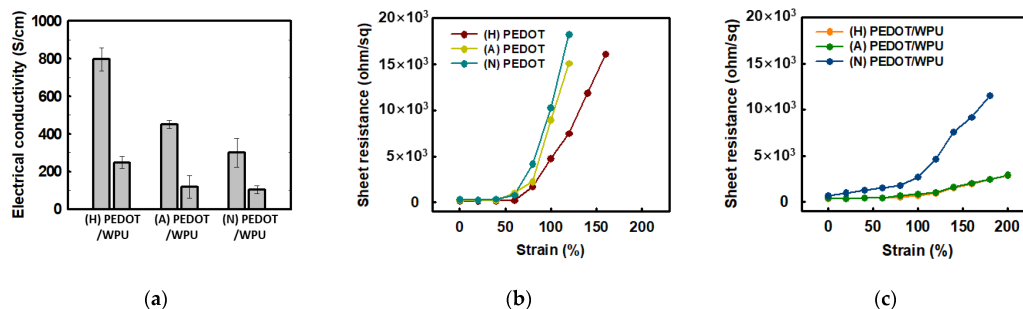 Electrical conductivity (S/cm)
1000
800
600
400
200
0
(H) PEDOT (A) PEDOT (N) PEDOT
/WPU /WPU /WPU
(a)
Sheet resistance (ohm/sq)
20×10³
15×10³
10×10³
5×10³
0
(H) PEDOT
(A) PEDOT
(N) PEDOT
0 50 100 150 200
Strain (%)
(b)
Sheet resistance (ohm/sq)
20×10³
15×10³
10×10³
5×10³
0
(H) PEDOT/WPU
(A) PEDOT/WPU
(N) PEDOT/WPU
0 50 100 150 200
Strain (%)
(c)